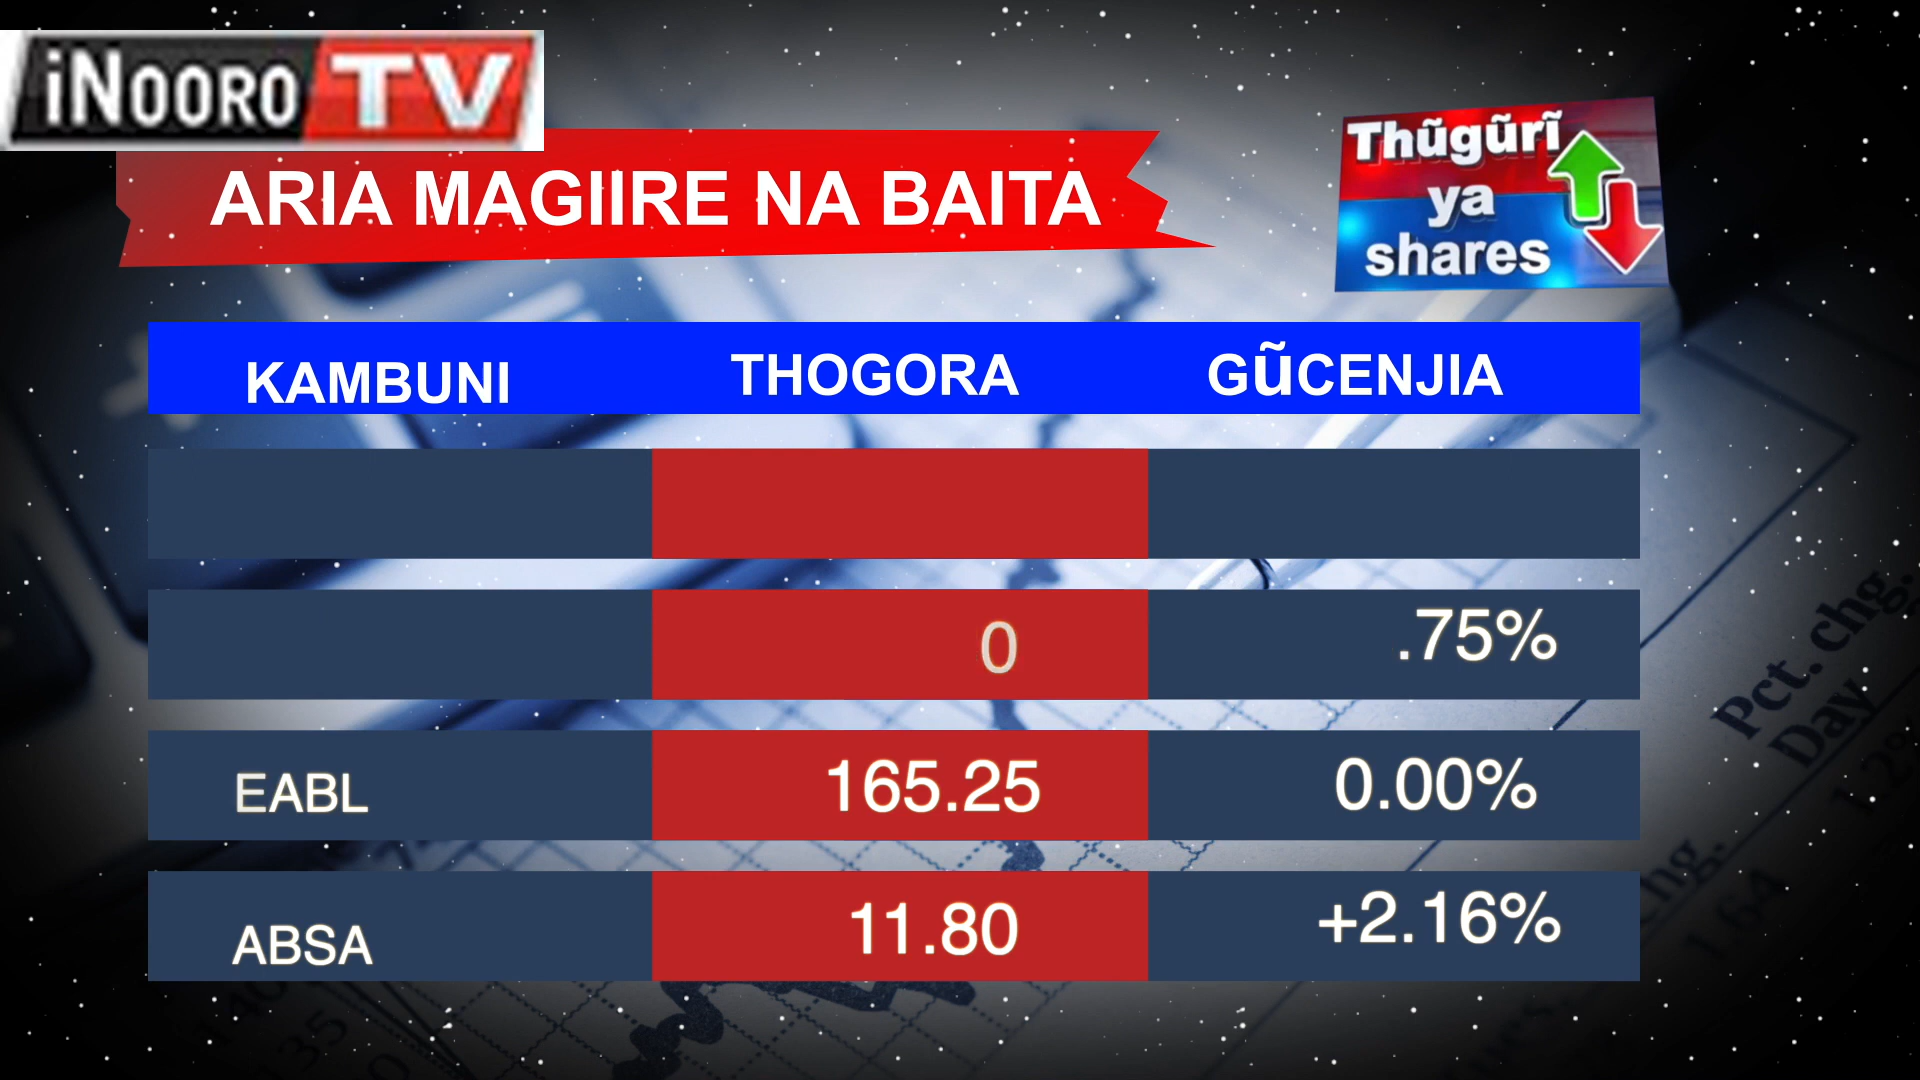 iNOORO TV
ARIA MAGIIRE NA BAITA
Thũgũrĩ
ya
shares
KAMBUNI THOGORA GŨCENJIA
0 .75%
EABL 165.25 0.00%
ABSA 11.80 +2.16%
Pct. chg.
Day